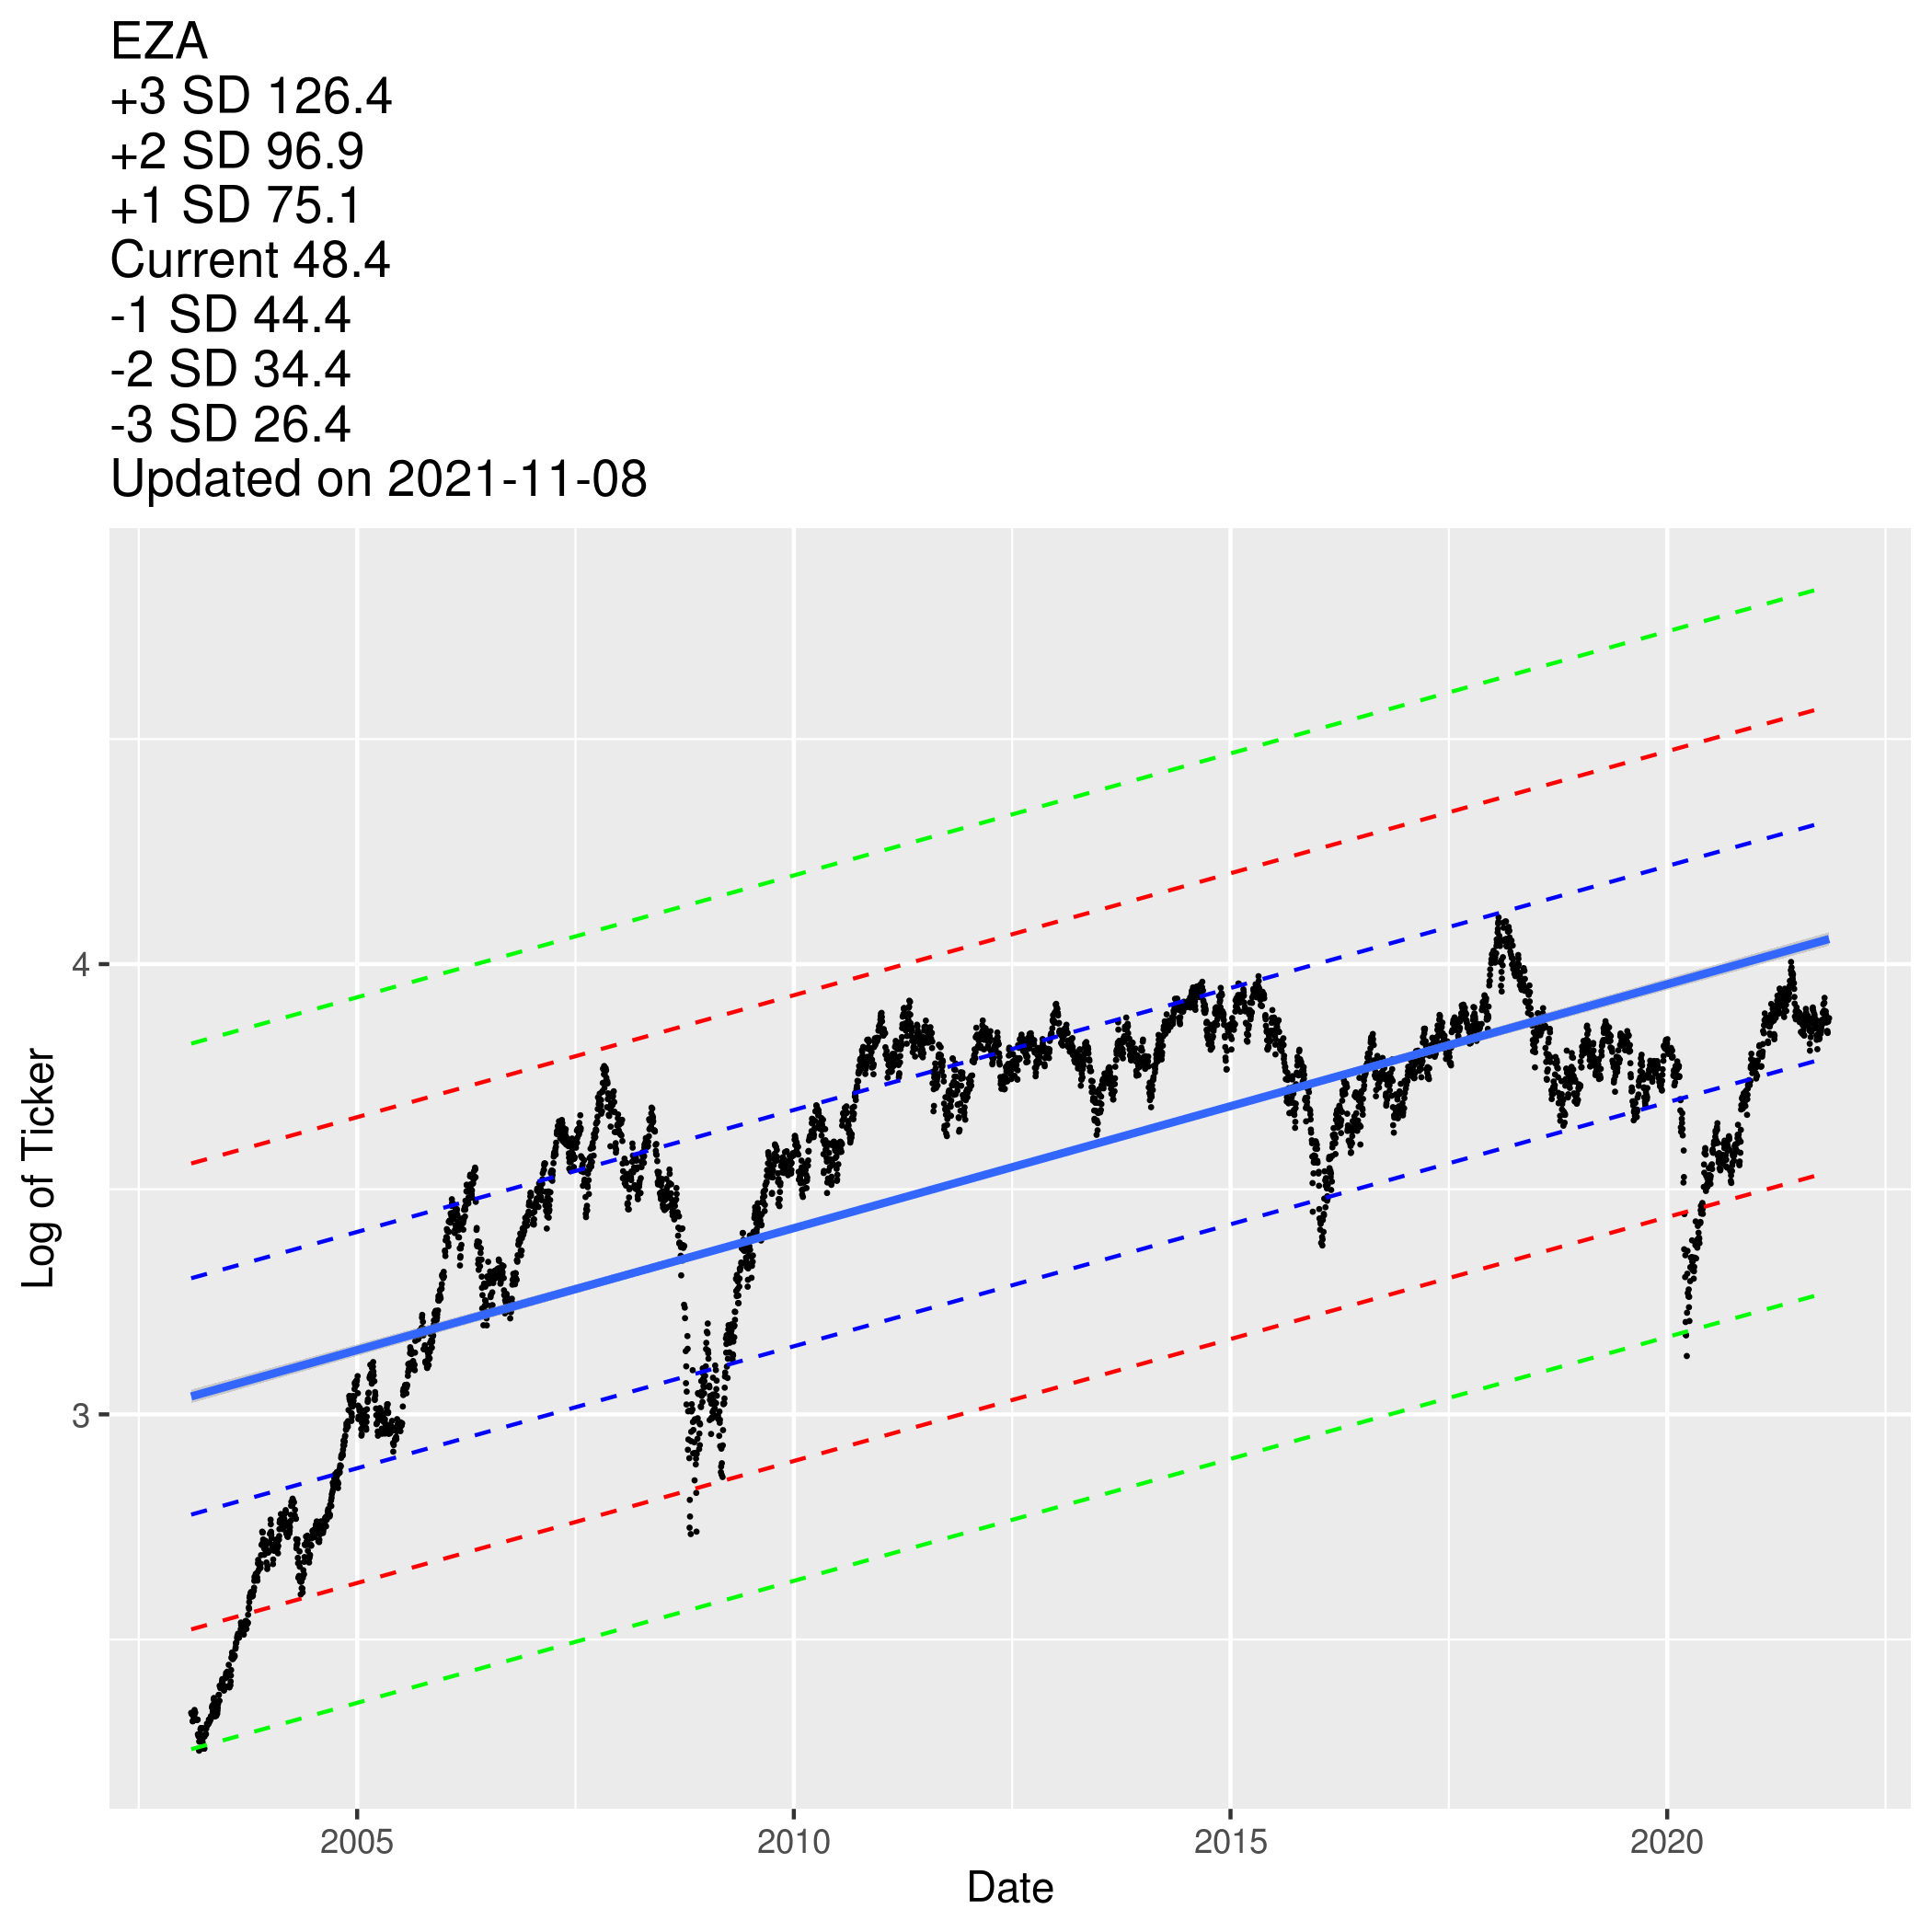 EZA
+3 SD 126.4
+2 SD 96.9
+1 SD 75.1
Current 48.4
-1 SD 44.4
-2 SD 34.4
-3 SD 26.4
Updated on 2021-11-08
Log of Ticker
4
3
2005 2010 2015 2020
Date